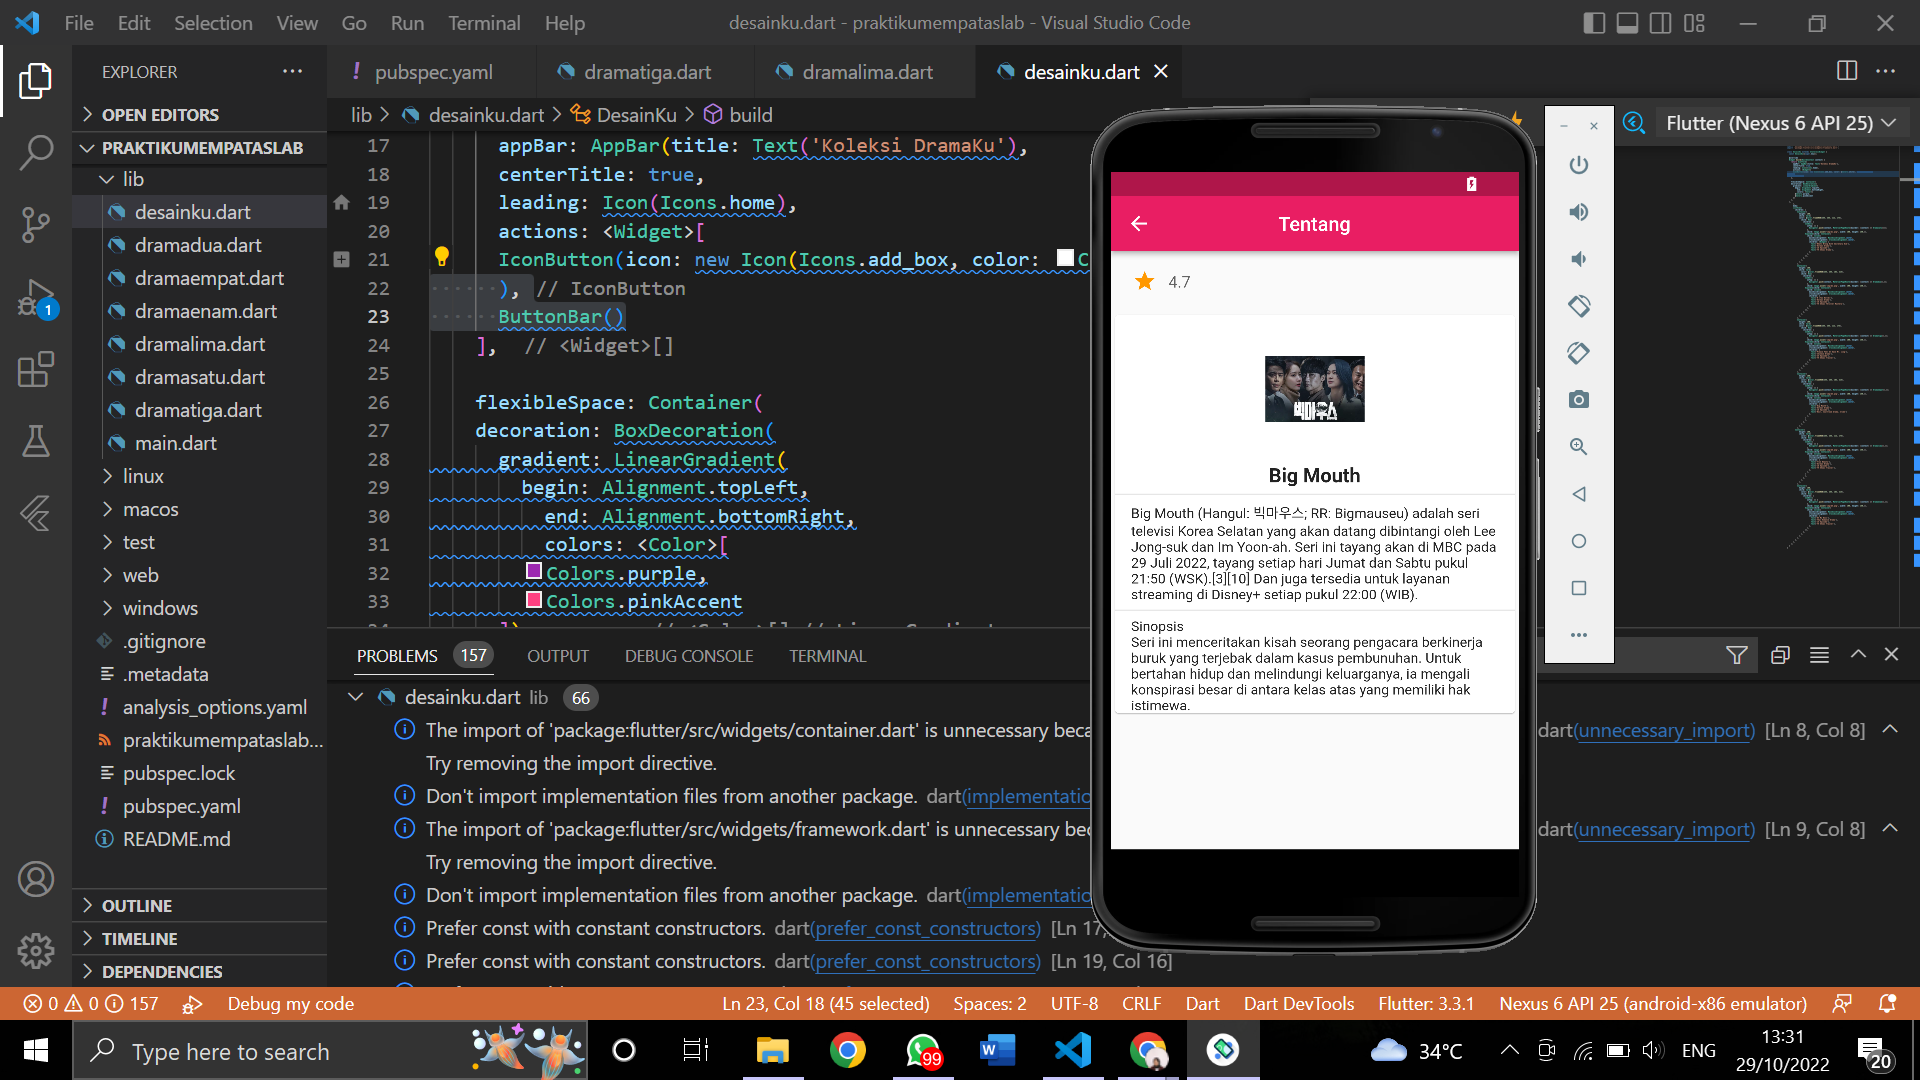 File Edit Selection View Go Run Terminal Help
desainku.dart - praktikumempataslab - Visual Studio Code
EXPLORER
OPEN EDITORS
PRAKTIKUMEMPATASLAB
lib
desainku.dart
dramadua.dart
dramaempat.dart
dramaenam.dart
dramalima.dart
dramasatu.dart
dramatiga.dart
main.dart
linux
macos
test
web
windows
.gitignore
.metadata
analysis_options.yaml
praktikumempataslab...
pubspec.lock
pubspec.yaml
README.md
OUTLINE
TIMELINE
DEPENDENCIES
1
pubspec.yaml dramatiga.dart dramalima.dart desainku.dart
lib > desainku.dart > DesainKu > build
17 appBar: AppBar(title: Text('Koleksi DramaKu'),
18 centerTitle: true,
19 leading: Icon(Icons.home),
20 actions: <Widget>[
21 IconButton(icon: new Icon(Icons.add_box, color: C
22 ), // IconButton
23 ButtonBar()
24 ], // <Widget>[]
25
26 flexibleSpace: Container(
27 decoration: BoxDecoration(
28 gradient: LinearGradient(
29 begin: Alignment.topLeft,
30 end: Alignment.bottomRight,
31 colors: <Color>[
32 Colors.purple,
33 Colors.pinkAccent
Flutter (Nexus 6 API 25)
Tentang
4.7
빅마우스
Big Mouth
Big Mouth (Hangul: 빅마우스; RR: Bigmauseu) adalah seri
televisi Korea Selatan yang akan datang dibintangi oleh Lee
Jong-suk dan Im Yoon-ah. Seri ini tayang akan di MBC pada
29 Juli 2022, tayang setiap hari Jumat dan Sabtu pukul
21:50 (WSK).[3][10] Dan juga tersedia untuk layanan
streaming di Disney+ setiap pukul 22:00 (WIB).
Sinopsis
Seri ini menceritakan kisah seorang pengacara berkinerja
buruk yang terjebak dalam kasus pembunuhan. Untuk
bertahan hidup dan melindungi keluarganya, ia mengali
konspirasi besar di antara kelas atas yang memiliki hak
istimewa.
PROBLEMS 157 OUTPUT DEBUG CONSOLE TERMINAL
desainku.dart lib 66
The import of 'package:flutter/src/widgets/container.dart' is unnecessary beca dart(unnecessary_import) [Ln 8, Col 8]
Try removing the import directive.
Don't import implementation files from another package. dart(implementatio
The import of 'package:flutter/src/widgets/framework.dart' is unnecessary bec dart(unnecessary_import) [Ln 9, Col 8]
Try removing the import directive.
Don't import implementation files from another package. dart(implementatio
Prefer const with constant constructors. dart(prefer_const_constructors) [Ln 17,
Prefer const with constant constructors. dart(prefer_const_constructors) [Ln 19, Col 16]
0 0 157 Debug my code
Ln 23, Col 18 (45 selected) Spaces: 2 UTF-8 CRLF Dart Dart DevTools Flutter: 3.3.1 Nexus 6 API 25 (android-x86 emulator)
Type here to search
99
34°C
ENG
13:31
29/10/2022
20